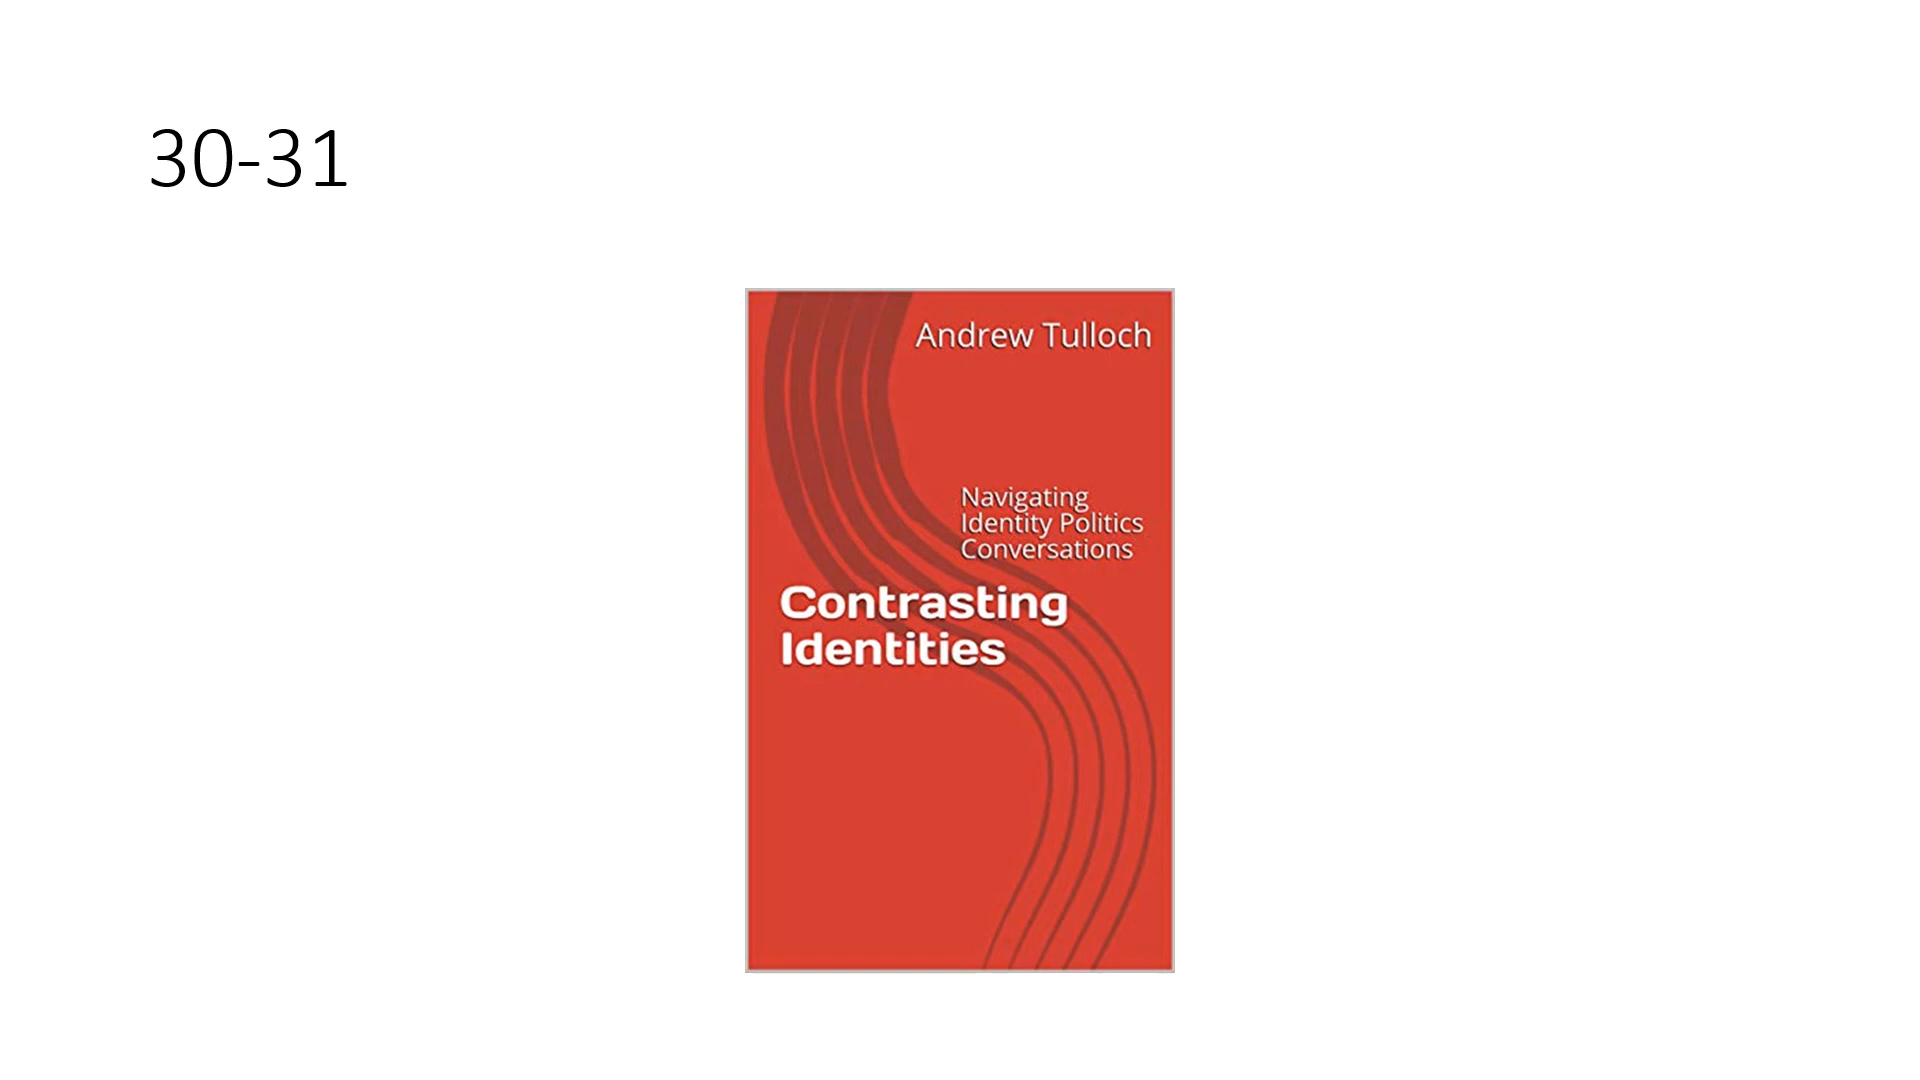 30-31
Andrew Tulloch
Navigating
Identity Politics
Conversations
Contrasting
Identities